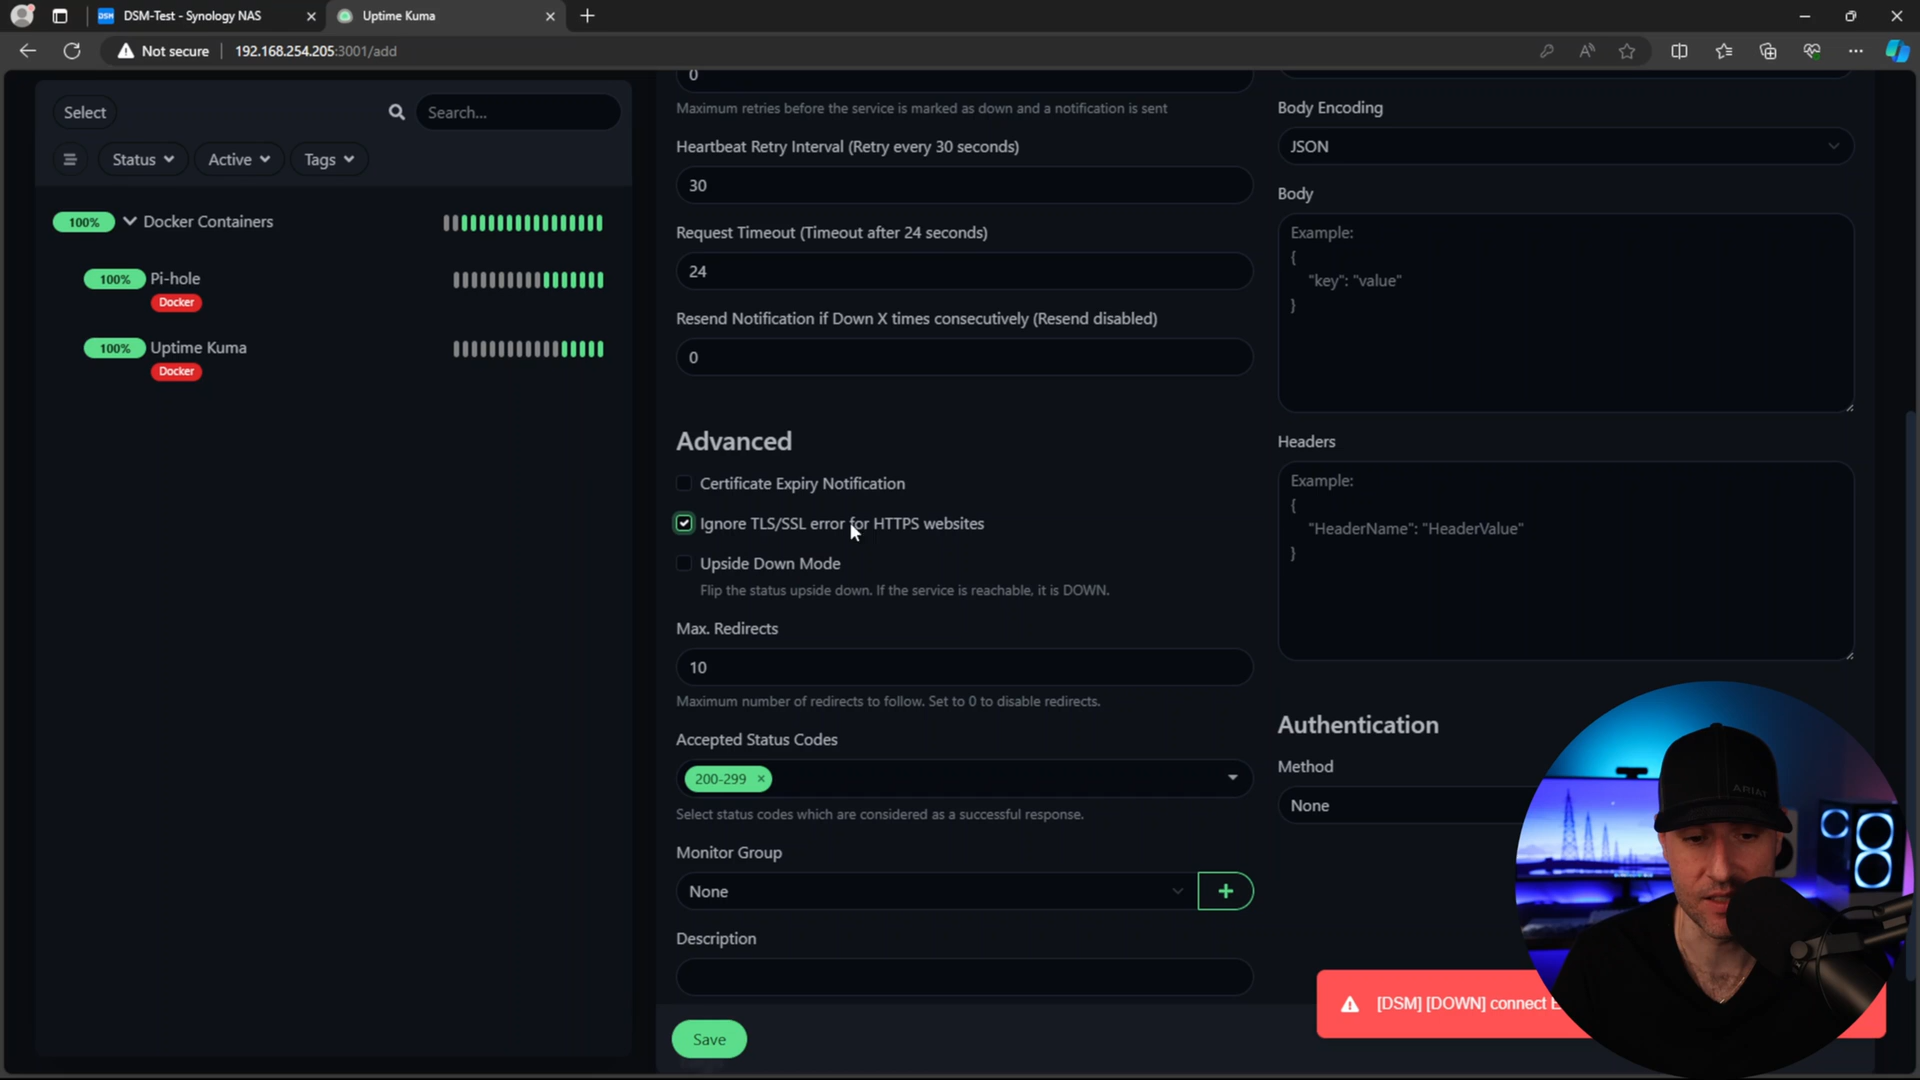 DSM-Test - Synology NAS
Uptime Kuma
Not secure
192.168.254.205:3001/add
Select
Search...
Status
Active
Tags
100%
Docker Containers
100%
Pi-hole
Docker
100%
Uptime Kuma
Docker
0
Maximum retries before the service is marked as down and a notification is sent
Heartbeat Retry Interval (Retry every 30 seconds)
30
Request Timeout (Timeout after 24 seconds)
24
Resend Notification if Down X times consecutively (Resend disabled)
0
Advanced
Certificate Expiry Notification
Ignore TLS/SSL error for HTTPS websites
Upside Down Mode
Flip the status upside down. If the service is reachable, it is DOWN.
Max. Redirects
10
Maximum number of redirects to follow. Set to 0 to disable redirects.
Accepted Status Codes
200-299 ×
Select status codes which are considered as a successful response.
Monitor Group
None
+
Description
Save
Body Encoding
JSON
Body
Example:
{
"key": "value"
}
Headers
Example:
{
"HeaderName": "HeaderValue"
}
Authentication
Method
None
ARIAT
[DSM] [DOWN] connect